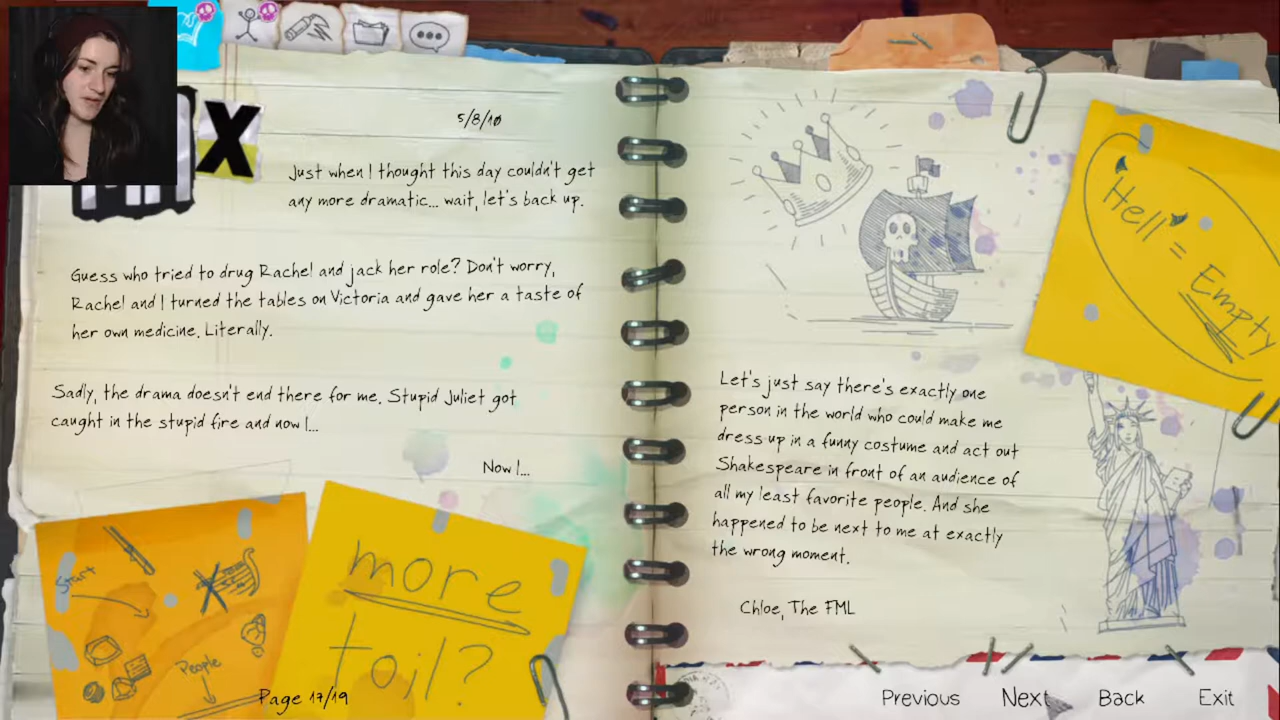 5/8/10
X
Just when I thought this day couldn't get
any more dramatic... wait, let's back up.
Guess who tried to drug Rachel and jack her role? Don't worry,
Rachel and I turned the tables on Victoria and gave her a taste of
her own medicine. Literally.
Sadly, the drama doesn't end there for me. Stupid Juliet got
caught in the stupid fire and now I...
Now I...
Start
People
more
toil?
Page 17/19
"Hell" =
Empty
Let's just say there's exactly one
person in the world who could make me
dress up in a funny costume and act out
Shakespeare in front of an audience of
all my least favorite people. And she
happened to be next to me at exactly
the wrong moment.
Chloe, The FML
Previous Next Back Exit